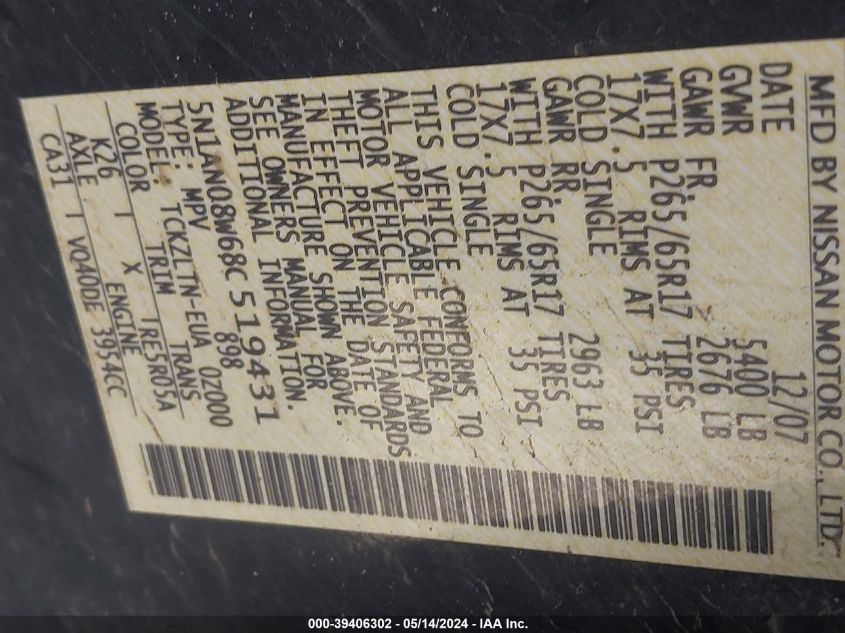 MFD BY NISSAN MOTOR CO., LTD.
DATE 12/07
GVWR 5400 LB
GAWR FR. 2676 LB
WITH P265/65R17 TIRES
17X7.5 RIMS AT 35 PSI
COLD SINGLE
GAWR RR. 2963 LB
WITH P265/65R17 TIRES
17X7.5 RIMS AT 35 PSI
COLD SINGLE
THIS VEHICLE CONFORMS TO
ALL APPLICABLE FEDERAL
MOTOR VEHICLE SAFETY AND
THEFT PREVENTION STANDARDS
IN EFFECT ON THE DATE OF
MANUFACTURE SHOWN ABOVE.
SEE OWNERS MANUAL FOR
ADDITIONAL INFORMATION.
5N1AN08W68C519431
TYPE: MPV 898
MODEL: TCKZLTN-EUA 0Z000
COLOR TRIM TRANS
K26 X RE5R05A
AXLE ENGINE
CA31 VQ40DE 3954CC
000-39406302 - 05/14/2024 - IAA Inc.